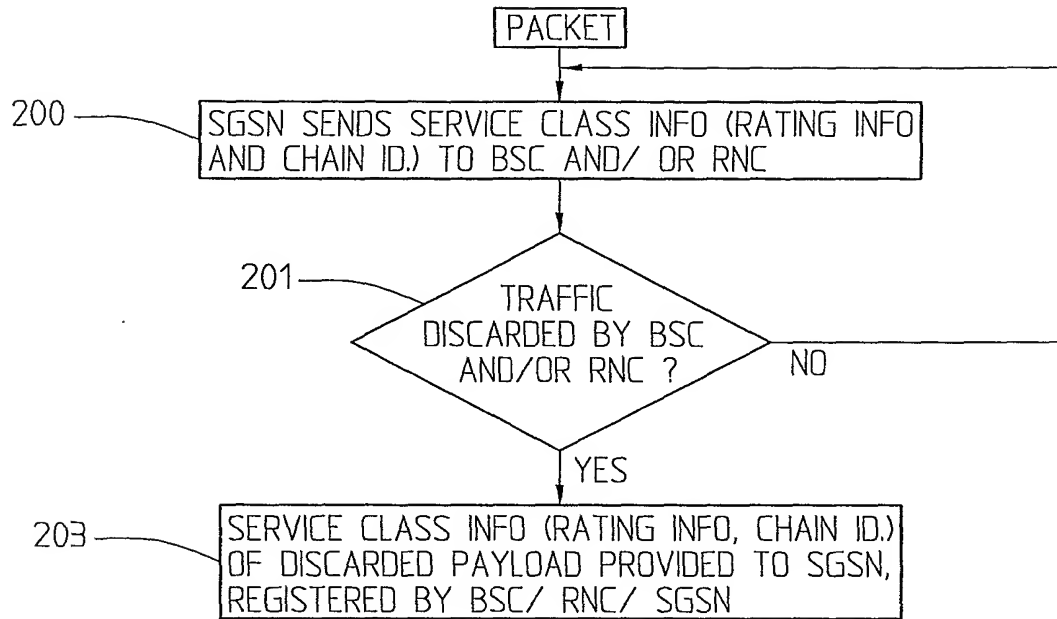 PACKET
200
SGSN SENDS SERVICE CLASS INFO (RATING INFO
AND CHAIN ID.) TO BSC AND/ OR RNC
201
TRAFFIC
DISCARDED BY BSC
AND/OR RNC ?
NO
YES
203
SERVICE CLASS INFO (RATING INFO, CHAIN ID.)
OF DISCARDED PAYLOAD PROVIDED TO SGSN,
REGISTERED BY BSC/ RNC/ SGSN